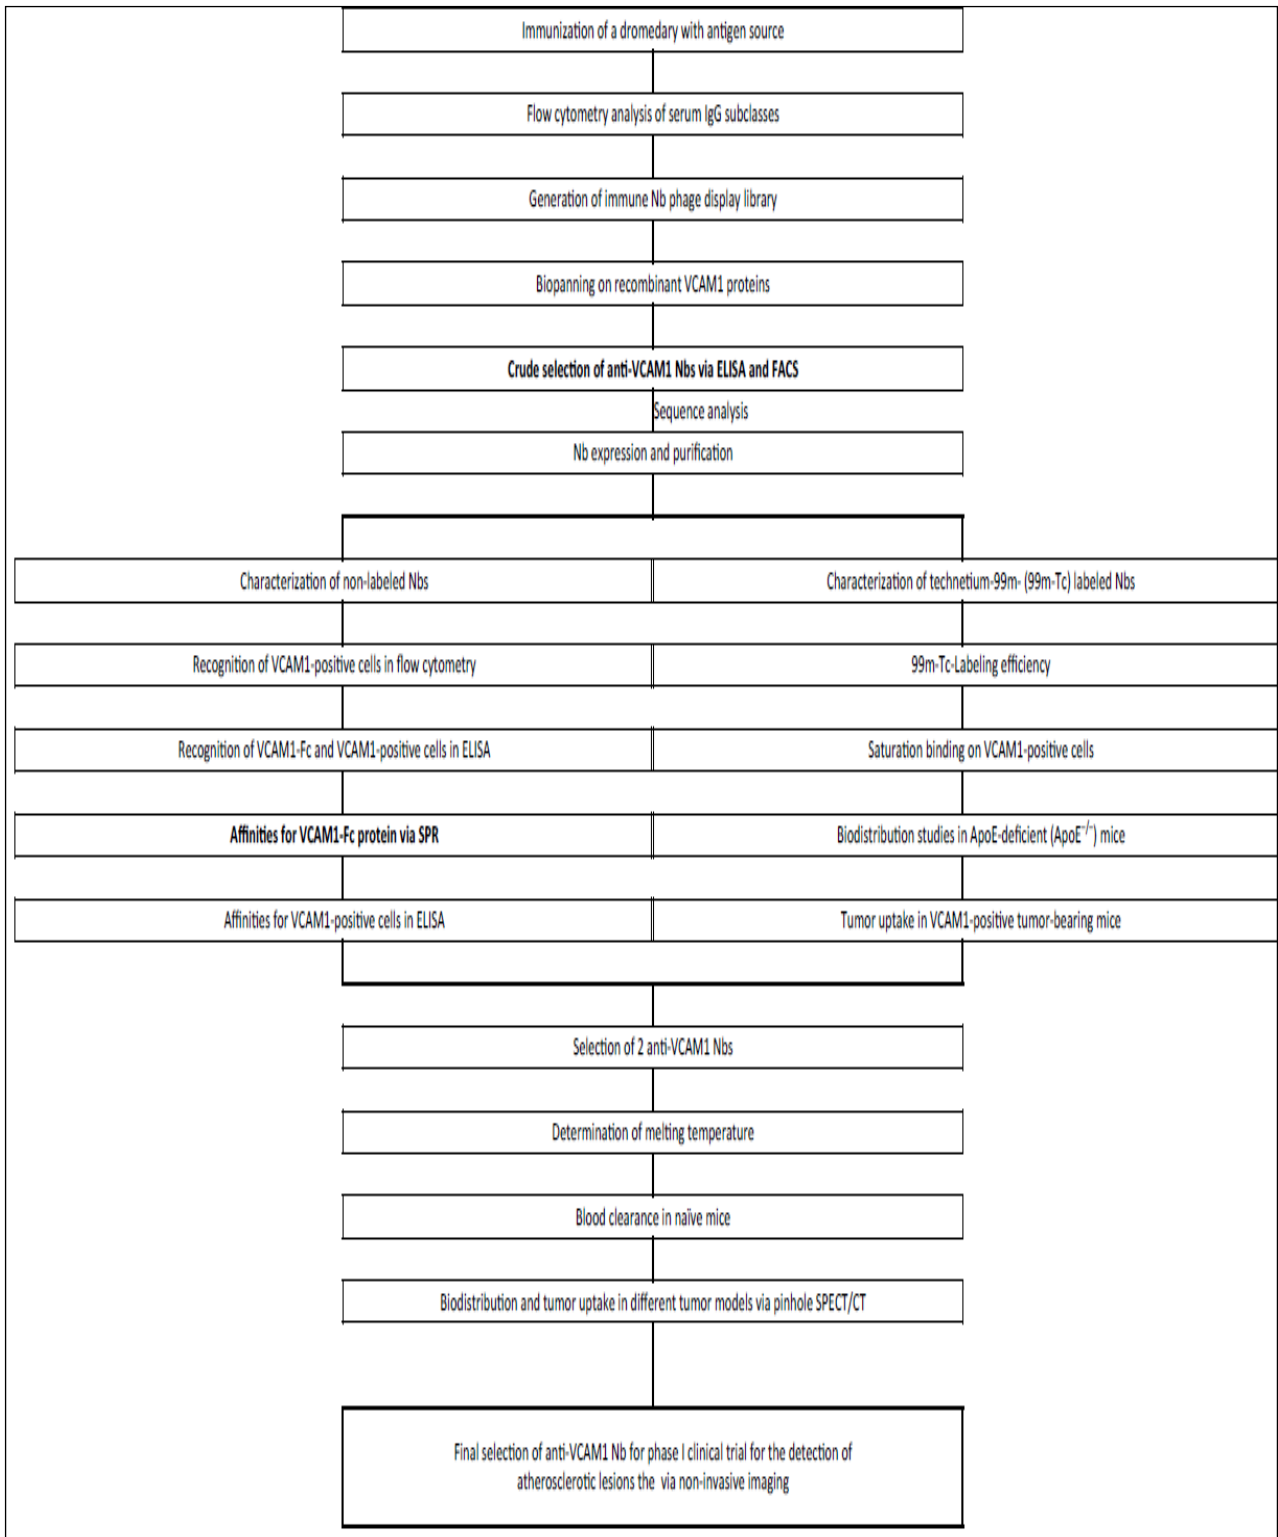 Immunization of a dromedary with antigen source
Flow cytometry analysis of serum IgG subclasses
Generation of immune Nb phage display library
Biopanning on recombinant VCAM1 proteins
Crude selection of anti-VCAM1 Nbs via ELISA and FACS
Sequence analysis
Nb expression and purification
Characterization of non-labeled Nbs
Characterization of technetium-99m- (99m-Tc) labeled Nbs
Recognition of VCAM1-positive cells in flow cytometry
99m-Tc-Labeling efficiency
Recognition of VCAM1-Fc and VCAM1-positive cells in ELISA
Saturation binding on VCAM1-positive cells
Affinities for VCAM1-Fc protein via SPR
Biodistribution studies in ApoE-deficient (ApoE⁻/⁻) mice
Affinities for VCAM1-positive cells in ELISA
Tumor uptake in VCAM1-positive tumor-bearing mice
Selection of 2 anti-VCAM1 Nbs
Determination of melting temperature
Blood clearance in naïve mice
Biodistribution and tumor uptake in different tumor models via pinhole SPECT/CT
Final selection of anti-VCAM1 Nb for phase I clinical trial for the detection of
atherosclerotic lesions the via non-invasive imaging